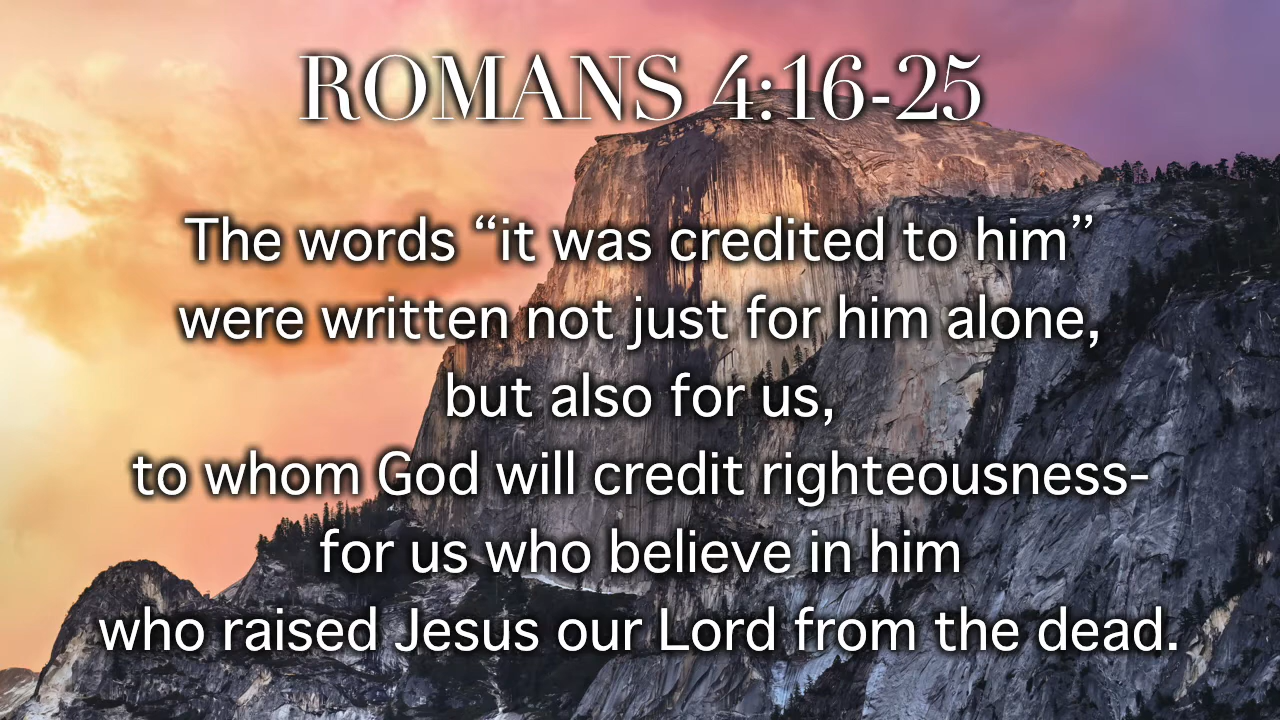 ROMANS 4:16-25
The words “it was credited to him”
were written not just for him alone,
but also for us,
to whom God will credit righteousness-
for us who believe in him
who raised Jesus our Lord from the dead.